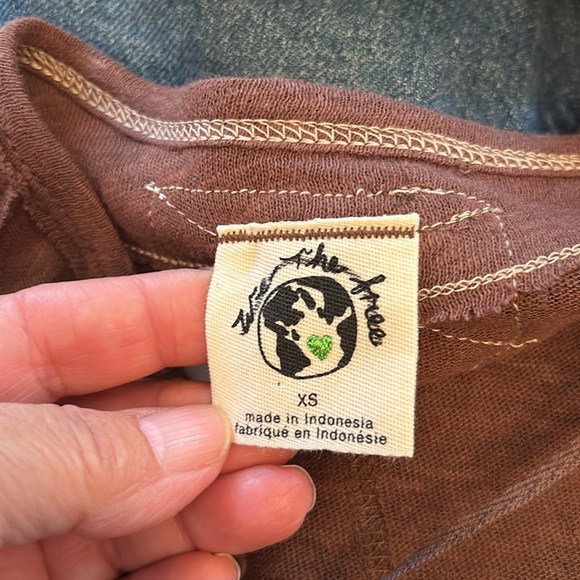 we the free
XS
made in Indonesia
fabriqué en Indonésie